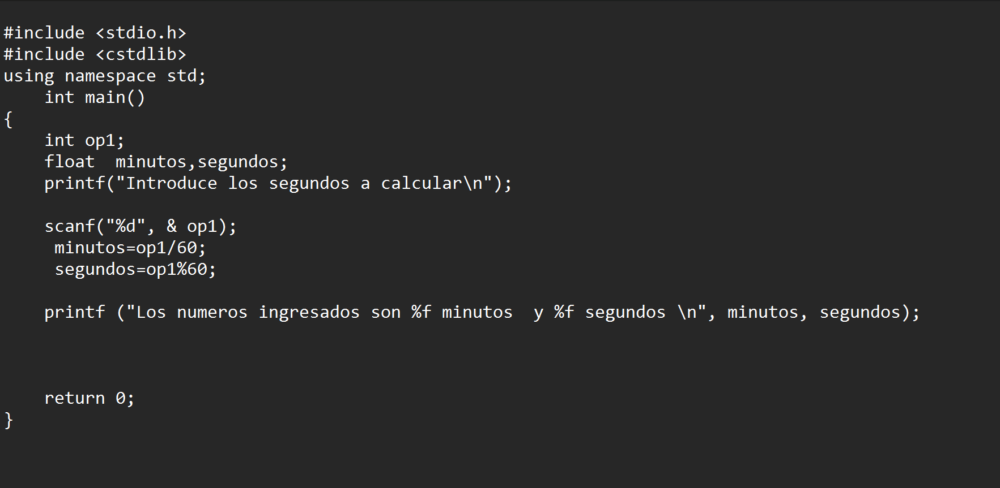 #include <stdio.h>
#include <cstdlib>
using namespace std;
    int main()
{
    int op1;
    float  minutos,segundos;
    printf("Introduce los segundos a calcular\n");

    scanf("%d", & op1);
     minutos=op1/60;
     segundos=op1%60;

    printf ("Los numeros ingresados son %f minutos  y %f segundos \n", minutos, segundos);

    return 0;
}